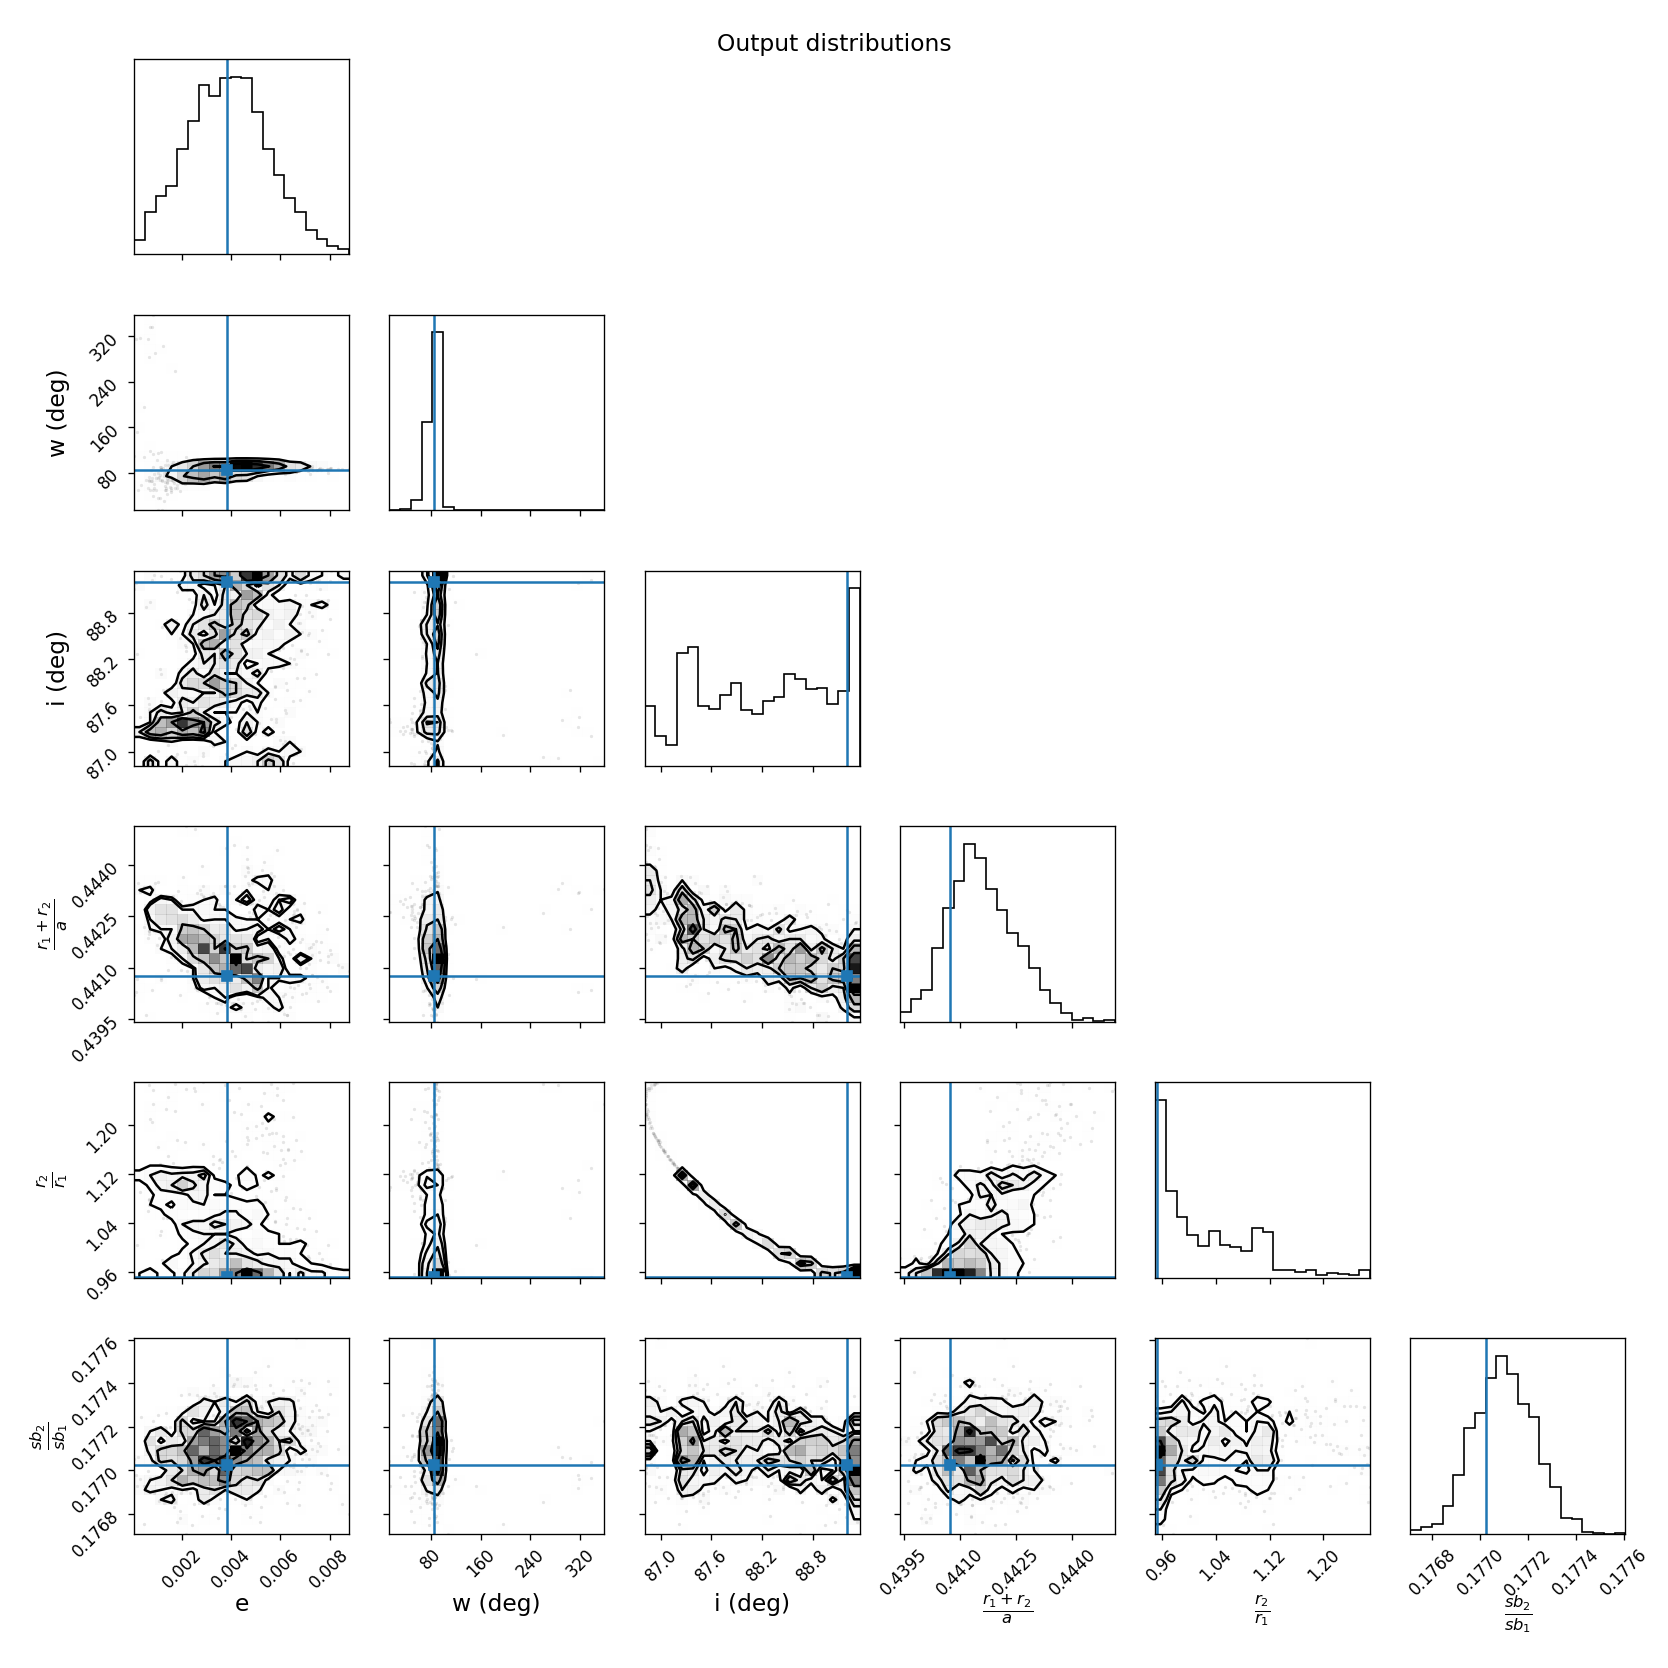 Output distributions
w (deg)
320
240
160
80
i (deg)
88.8
88.2
87.6
87.0
r₁ + r₂
a
0.4440
0.4425
0.4410
0.4395
r₂
r₁
1.20
1.12
1.04
0.96
sb₂
sb₁
0.1776
0.1774
0.1772
0.1770
0.1768
0.002 0.004 0.006 0.008
80 160 240 320
87.0 87.6 88.2 88.8
0.4395 0.4410 0.4425 0.4440
0.96 1.04 1.12 1.20
0.1768 0.1770 0.1772 0.1774 0.1776
e
w (deg)
i (deg)
r₁ + r₂
a
r₂
r₁
sb₂
sb₁